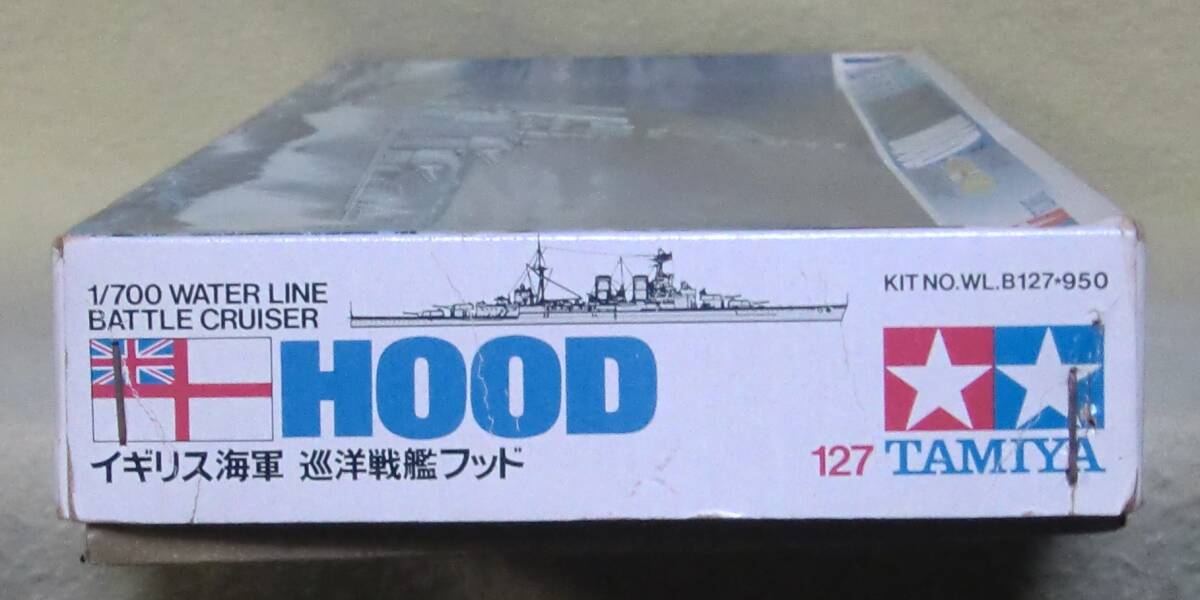 1/700 WATER LINE
BATTLE CRUISER
HOOD
イギリス海軍 巡洋戦艦フッド
KIT NO.WL.B127★950
127 TAMIYA